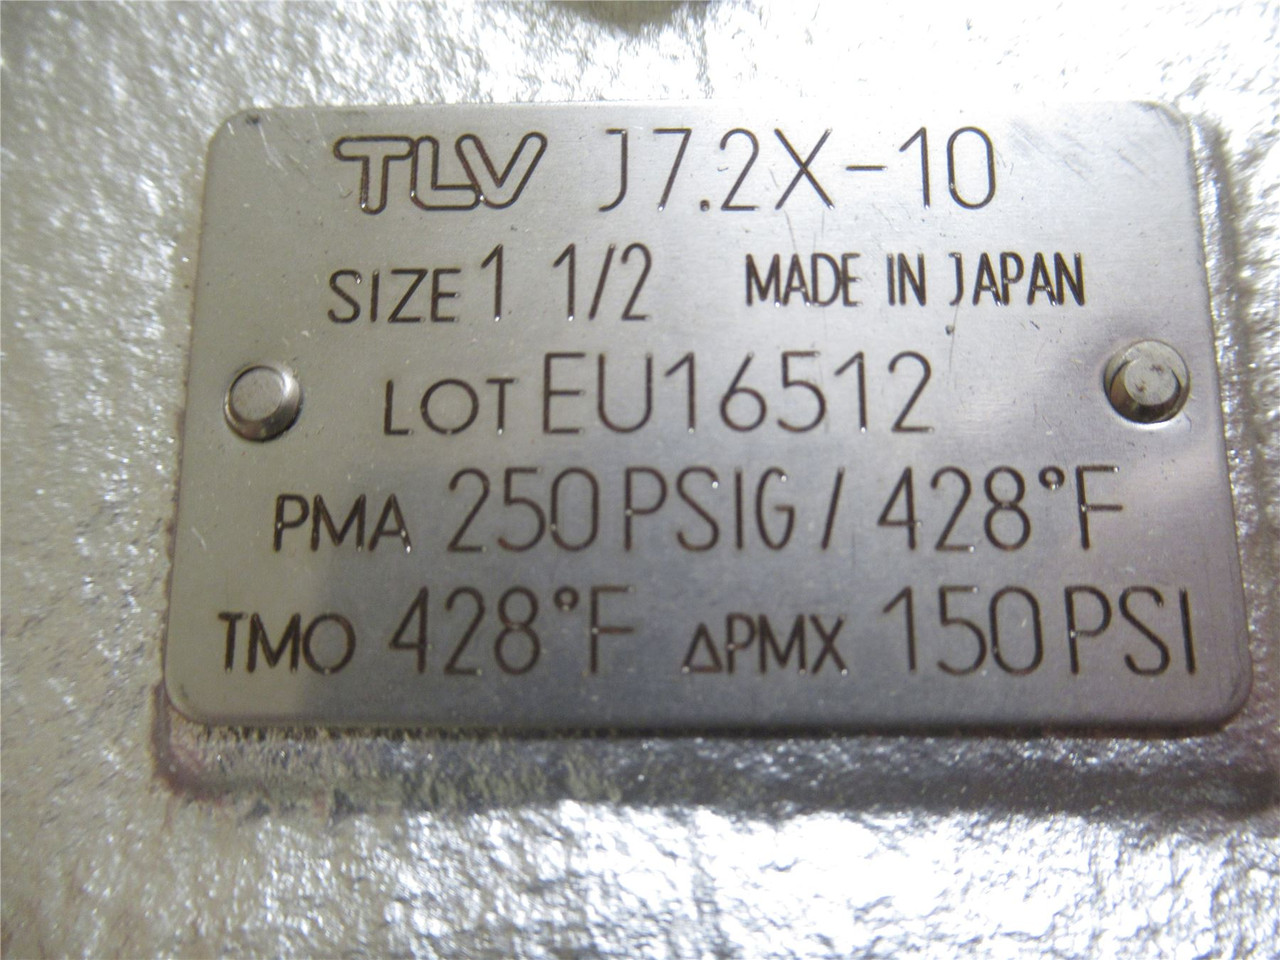 TLV J7.2X-10
SIZE 1 1/2 MADE IN JAPAN
LOT EU16512
PMA 250 PSIG / 428°F
TMO 428°F ΔPMX 150 PSI